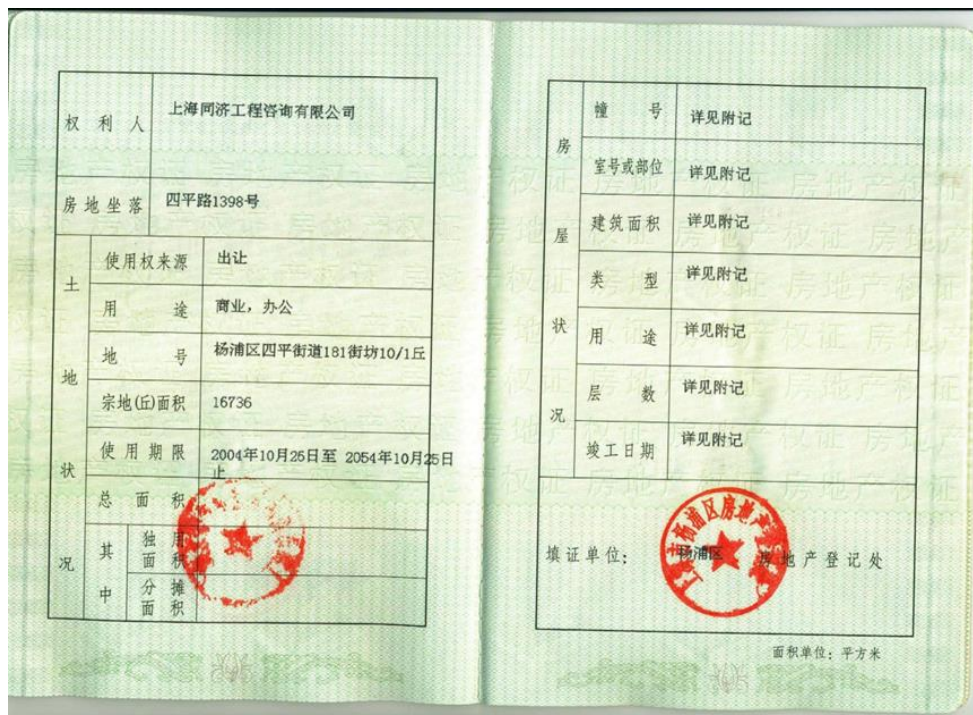 权利人 上海同济工程咨询有限公司
房地坐落 四平路1398号
土地状况
使用权来源 出让
用途 商业，办公
地号 杨浦区四平街道181街坊10/1丘
宗地(丘)面积 16736
使用期限 2004年10月25日至 2054年10月25日
止
总面积
其中
独用面积
分摊面积
房屋状况
幢号 详见附记
室号或部位 详见附记
建筑面积 详见附记
类型 详见附记
用途 详见附记
层数 详见附记
竣工日期 详见附记
填证单位： 杨浦区 房地产登记处
面积单位：平方米